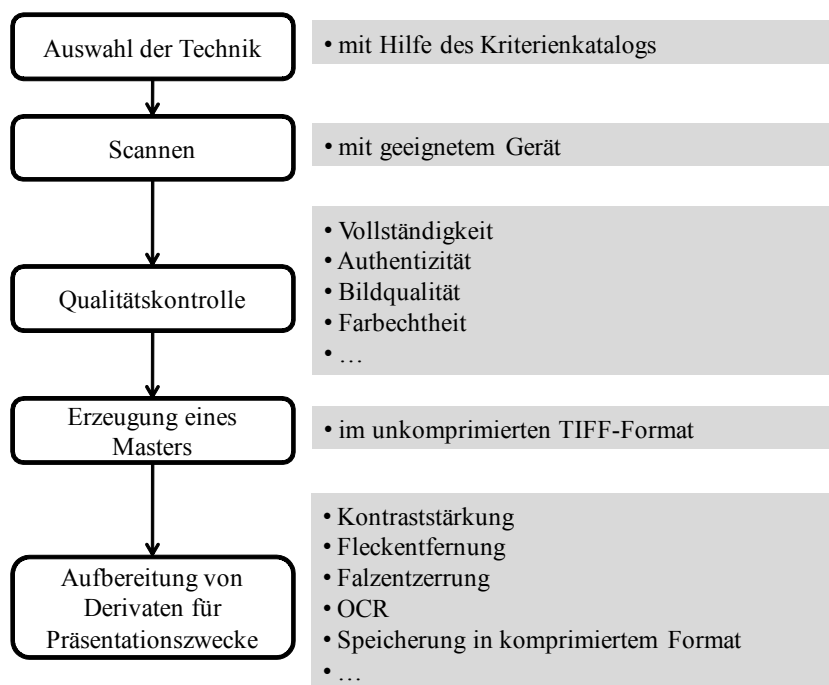 Auswahl der Technik
• mit Hilfe des Kriterienkatalogs
Scannen
• mit geeignetem Gerät
Qualitätskontrolle
• Vollständigkeit
• Authentizität
• Bildqualität
• Farbechtheit
• …
Erzeugung eines
Masters
• im unkomprimierten TIFF-Format
Aufbereitung von
Derivaten für
Präsentationszwecke
• Kontraststärkung
• Fleckentfernung
• Falzentzerrung
• OCR
• Speicherung in komprimiertem Format
• …